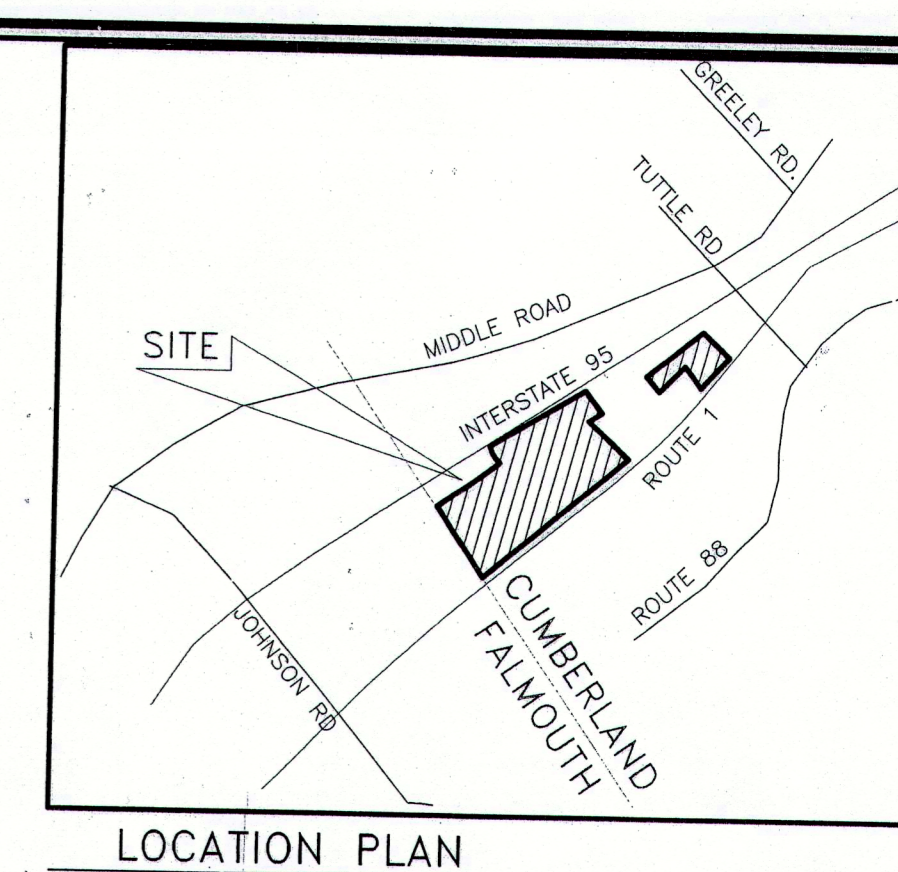 GREELEY RD.
TUTTLE RD
MIDDLE ROAD
SITE
INTERSTATE 95
ROUTE 1
ROUTE 88
CUMBERLAND
FALMOUTH
JOHNSON RD
LOCATION PLAN